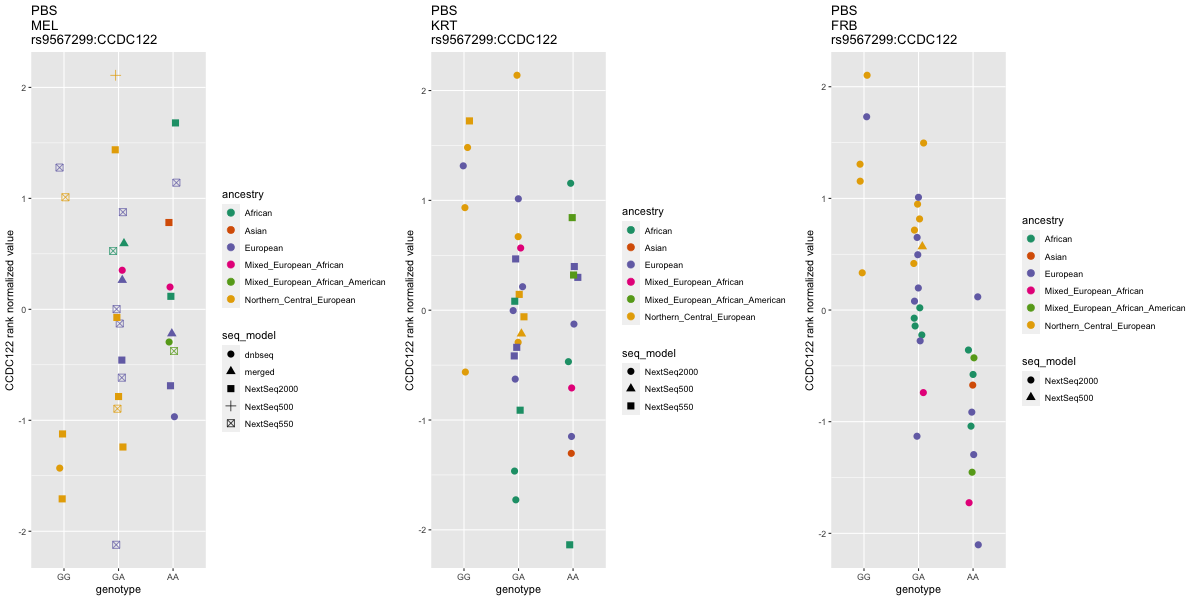 PBS
MEL
rs9567299:CCDC122
CCDC122 rank normalized value
2
1
0
-1
-2
GG
GA
AA
genotype
ancestry
African
Asian
European
Mixed_European_African
Mixed_European_African_American
Northern_Central_European
seq_model
dnbseq
merged
NextSeq2000
NextSeq500
NextSeq550
PBS
KRT
rs9567299:CCDC122
CCDC122 rank normalized value
2
1
0
-1
-2
GG
GA
AA
genotype
ancestry
African
Asian
European
Mixed_European_African
Mixed_European_African_American
Northern_Central_European
seq_model
NextSeq2000
NextSeq500
NextSeq550
PBS
FRB
rs9567299:CCDC122
CCDC122 rank normalized value
2
1
0
-1
-2
GG
GA
AA
genotype
ancestry
African
Asian
European
Mixed_European_African
Mixed_European_African_American
Northern_Central_European
seq_model
NextSeq2000
NextSeq500